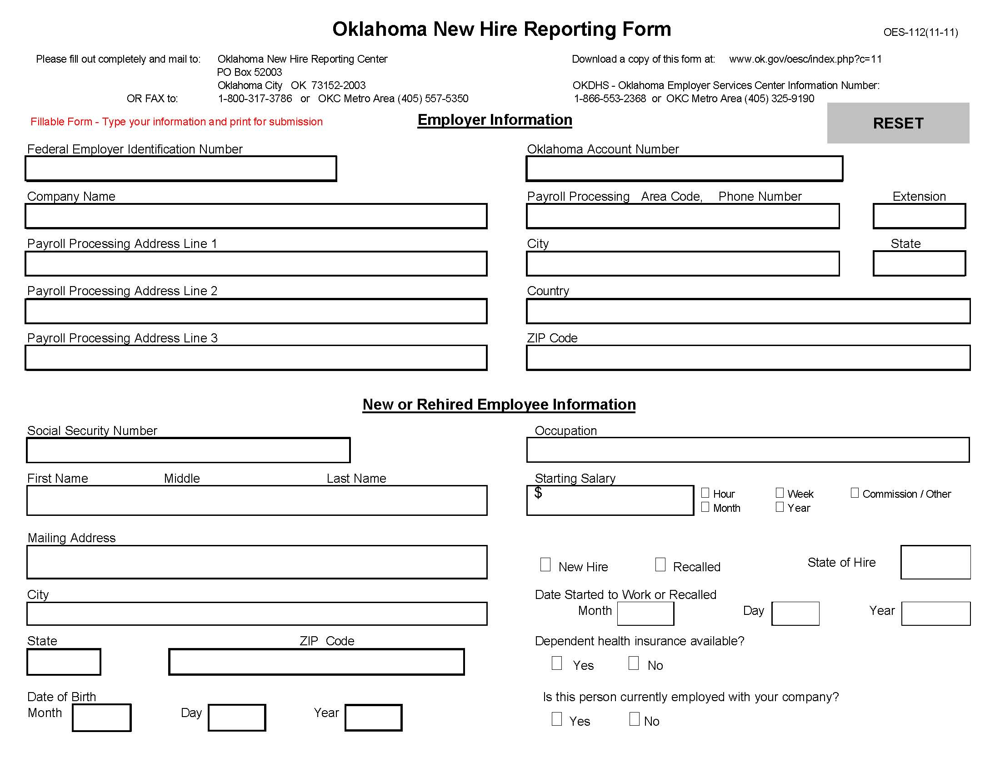 Oklahoma New Hire Reporting Form OES-112(11-11)
Please fill out completely and mail to: Oklahoma New Hire Reporting Center Download a copy of this form at: www.ok.gov/oesc/index.php?c=11
PO Box 52003
Oklahoma City OK 73152-2003 OKDHS - Oklahoma Employer Services Center Information Number:
OR FAX to: 1-800-317-3786 or OKC Metro Area (405) 557-5350 1-866-553-2368 or OKC Metro Area (405) 325-9190
Fillable Form - Type your information and print for submission Employer Information RESET
Federal Employer Identification Number Oklahoma Account Number
Company Name Payroll Processing Area Code, Phone Number Extension
Payroll Processing Address Line 1 City State
Payroll Processing Address Line 2 Country
Payroll Processing Address Line 3 ZIP Code
New or Rehired Employee Information
Social Security Number Occupation
First Name Middle Last Name Starting Salary
$ Hour Week Commission / Other
Month Year
Mailing Address
New Hire Recalled State of Hire
City Date Started to Work or Recalled
Month Day Year
State ZIP Code Dependent health insurance available?
Yes No
Date of Birth Is this person currently employed with your company?
Month Day Year Yes No